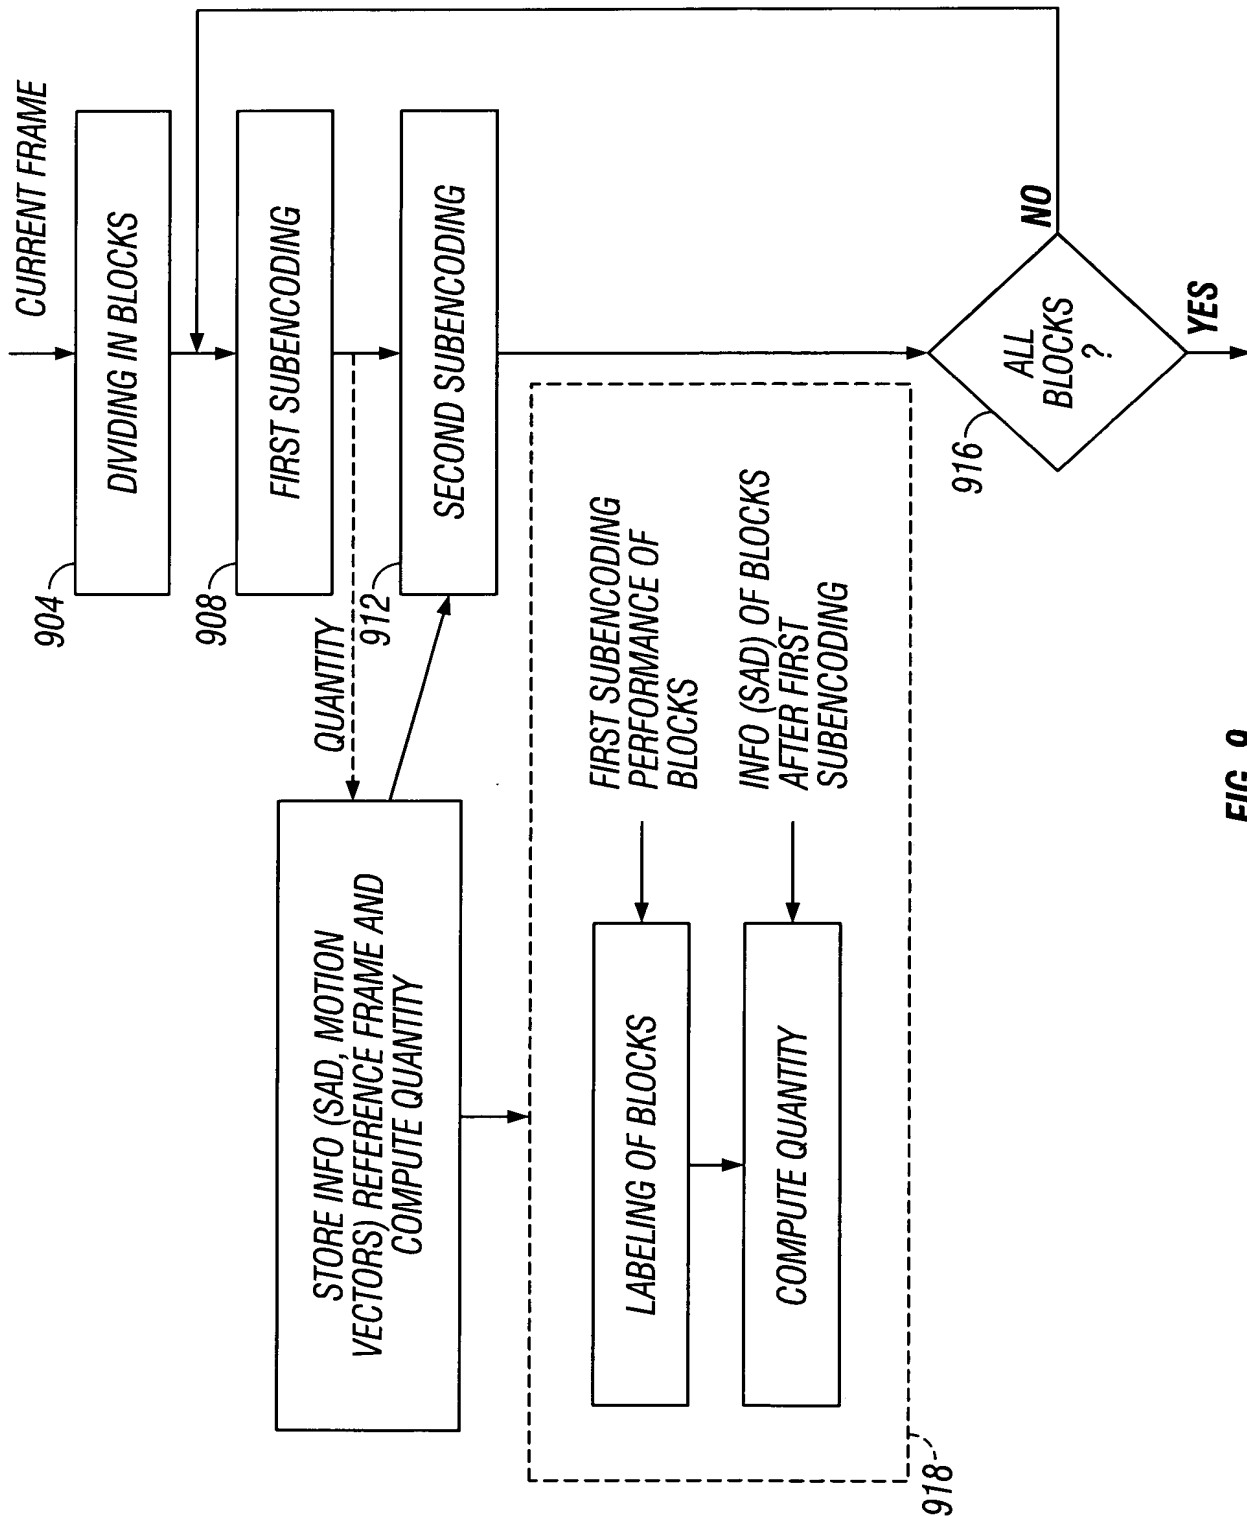 CURRENT FRAME
904
DIVIDING IN BLOCKS
908
FIRST SUBENCODING
QUANTITY
912
SECOND SUBENCODING
STORE INFO (SAD, MOTION
VECTORS) REFERENCE FRAME AND
COMPUTE QUANTITY
FIRST SUBENCODING
PERFORMANCE OF
BLOCKS
LABELING OF BLOCKS
INFO (SAD) OF BLOCKS
AFTER FIRST
SUBENCODING
COMPUTE QUANTITY
918
916
ALL
BLOCKS
?
NO
YES
FIG. 9